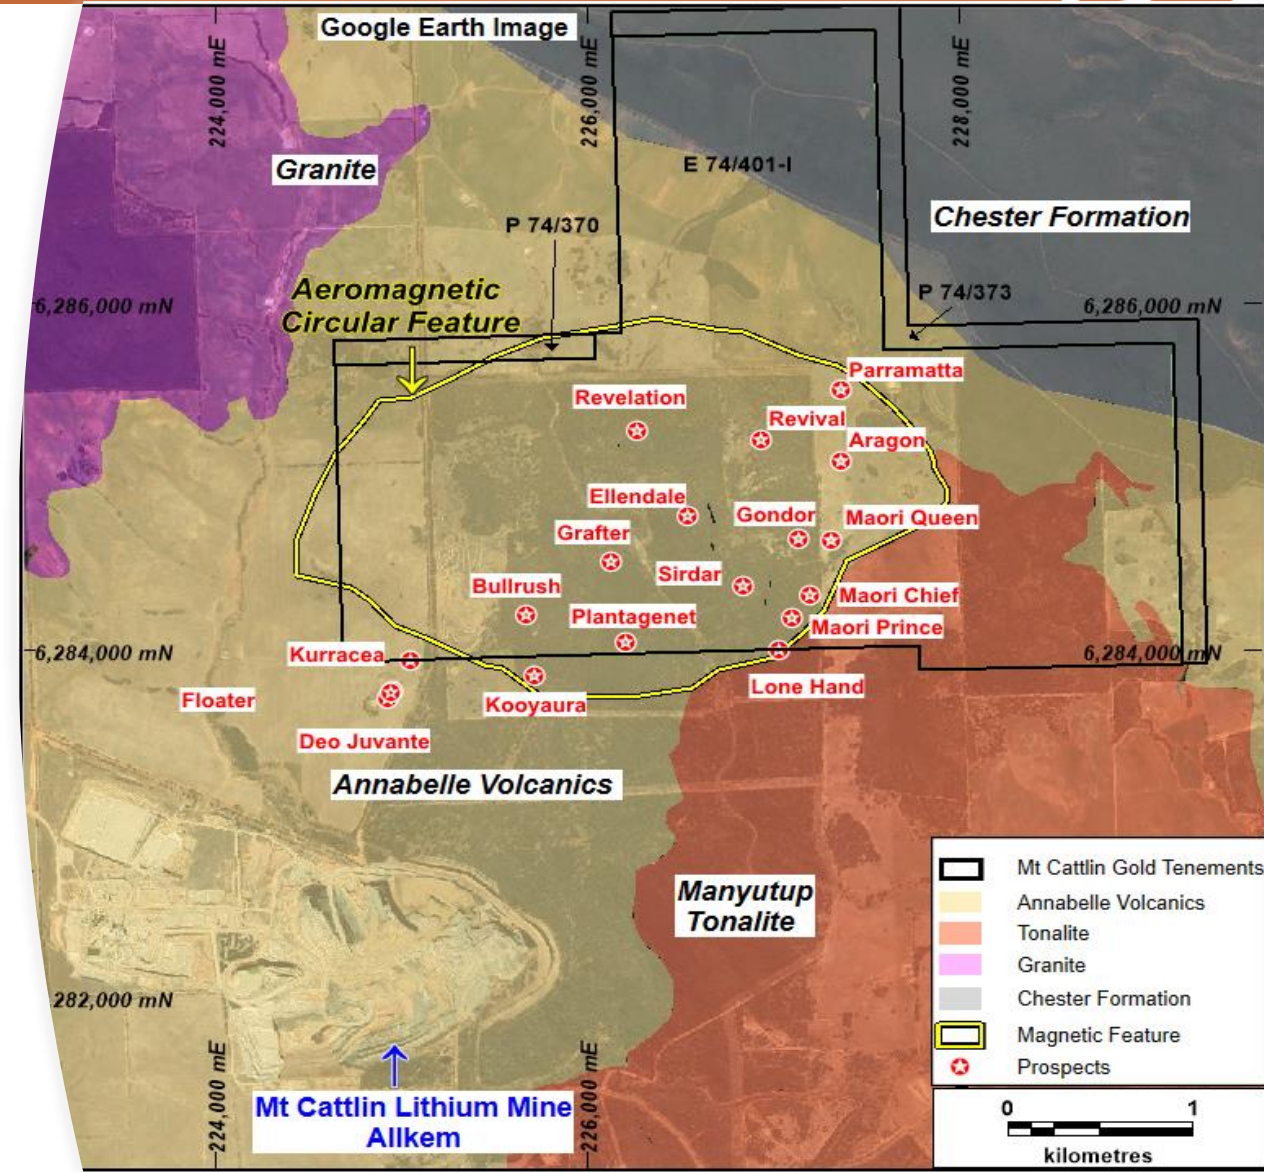 Google Earth Image
224,000 mE
226,000 mE
228,000 mE
E 74/401-I
Granite
P 74/370
Chester Formation
Aeromagnetic
Circular Feature
P 74/373
6,286,000 mN
6,286,000 mN
Parramatta
Revelation
Revival
Aragon
Ellendale
Gondor
Maori Queen
Grafter
Sirdar
Bullrush
Maori Chief
Plantagenet
Maori Prince
Kurracea
6,284,000 mN
6,284,000 mN
Lone Hand
Floater
Kooyaura
Deo Juvante
Annabelle Volcanics
Manyutup
Tonalite
Mt Cattlin Gold Tenements
Annabelle Volcanics
Tonalite
Granite
Chester Formation
Magnetic Feature
Prospects
282,000 mN
224,000 mE
226,000 mE
Mt Cattlin Lithium Mine
Allkem
0 1
kilometres